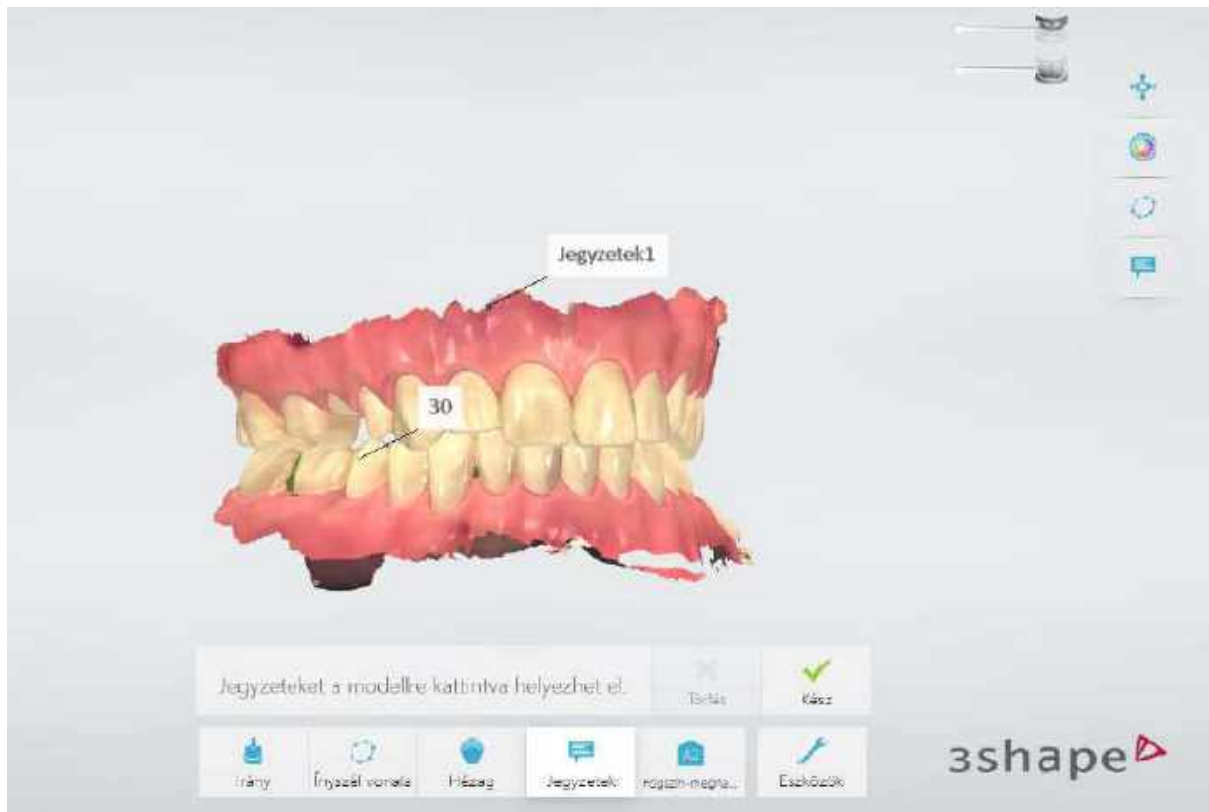 Jegyzetek1
30
Jegyzeteket a modellre kattintva helyezhet el.
Törlés
Kész
Irány
Ínyszél vonala
Hézag
Jegyzetek
Eszközök
3shape